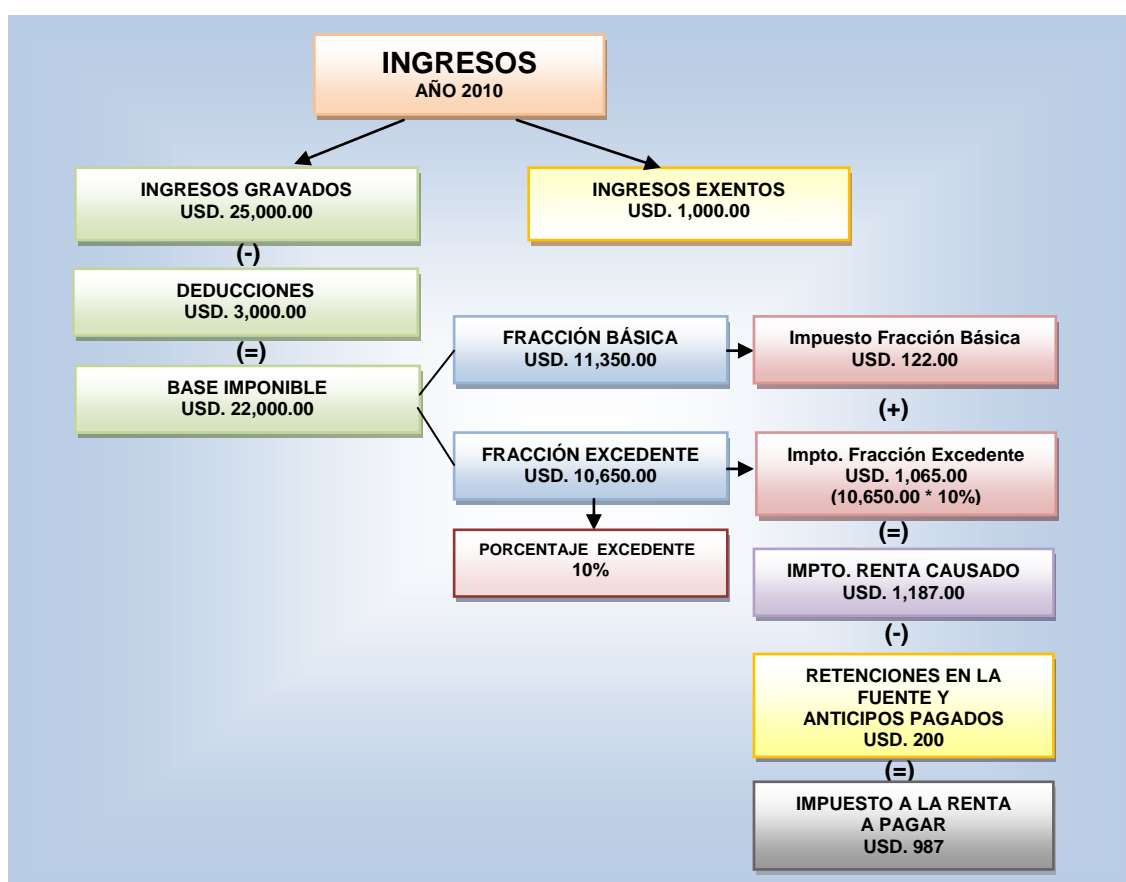 INGRESOS
AÑO 2010
INGRESOS GRAVADOS
USD. 25,000.00
INGRESOS EXENTOS
USD. 1,000.00
(-)
DEDUCCIONES
USD. 3,000.00
(=)
BASE IMPONIBLE
USD. 22,000.00
FRACCIÓN BÁSICA
USD. 11,350.00
Impuesto Fracción Básica
USD. 122.00
(+)
FRACCIÓN EXCEDENTE
USD. 10,650.00
Impto. Fracción Excedente
USD. 1,065.00
(10,650.00 * 10%)
(=)
PORCENTAJE EXCEDENTE
10%
IMPTO. RENTA CAUSADO
USD. 1,187.00
(-)
RETENCIONES EN LA
FUENTE Y
ANTICIPOS PAGADOS
USD. 200
(=)
IMPUESTO A LA RENTA
A PAGAR
USD. 987